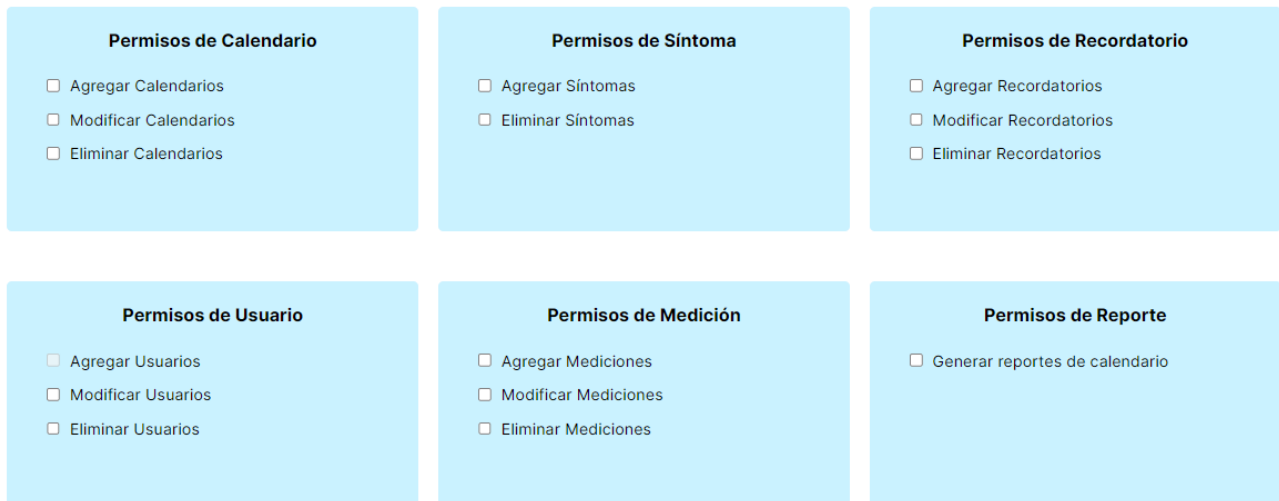 Permisos de Calendario
Agregar Calendarios
Modificar Calendarios
Eliminar Calendarios
Permisos de Síntoma
Agregar Síntomas
Eliminar Síntomas
Permisos de Recordatorio
Agregar Recordatorios
Modificar Recordatorios
Eliminar Recordatorios
Permisos de Usuario
Agregar Usuarios
Modificar Usuarios
Eliminar Usuarios
Permisos de Medición
Agregar Mediciones
Modificar Mediciones
Eliminar Mediciones
Permisos de Reporte
Generar reportes de calendario